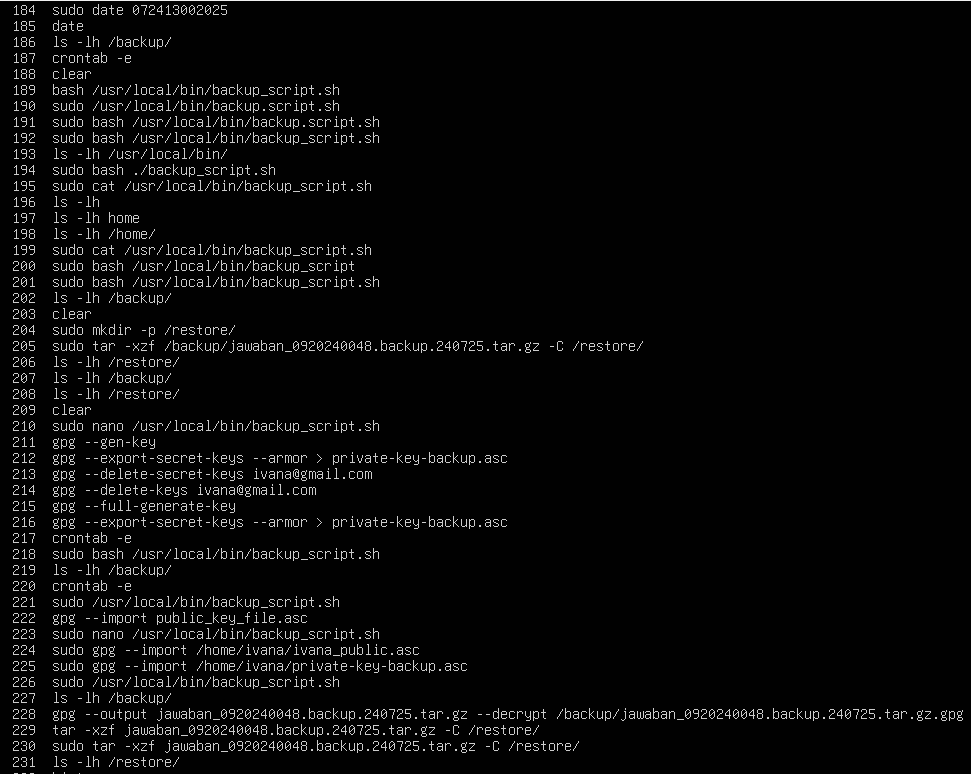 184 sudo date 072413002025
185 date
186 ls -lh /backup/
187 crontab -e
188 clear
189 bash /usr/local/bin/backup_script.sh
190 sudo /usr/local/bin/backup.script.sh
191 sudo bash /usr/local/bin/backup.script.sh
192 sudo bash /usr/local/bin/backup_script.sh
193 ls -lh /usr/local/bin/
194 sudo bash ./backup_script.sh
195 sudo cat /usr/local/bin/backup_script.sh
196 ls -lh
197 ls -lh home
198 ls -lh /home/
199 sudo cat /usr/local/bin/backup_script.sh
200 sudo bash /usr/local/bin/backup_script
201 sudo bash /usr/local/bin/backup_script.sh
202 ls -lh /backup/
203 clear
204 sudo mkdir -p /restore/
205 sudo tar -xzf /backup/jawaban_0920240048.backup.240725.tar.gz -C /restore/
206 ls -lh /restore/
207 ls -lh /backup/
208 ls -lh /restore/
209 clear
210 sudo nano /usr/local/bin/backup_script.sh
211 gpg --gen-key
212 gpg --export-secret-keys --armor > private-key-backup.asc
213 gpg --delete-secret-keys ivana@gmail.com
214 gpg --delete-keys ivana@gmail.com
215 gpg --full-generate-key
216 gpg --export-secret-keys --armor > private-key-backup.asc
217 crontab -e
218 sudo bash /usr/local/bin/backup_script.sh
219 ls -lh /backup/
220 crontab -e
221 sudo /usr/local/bin/backup_script.sh
222 gpg --import public_key_file.asc
223 sudo nano /usr/local/bin/backup_script.sh
224 sudo gpg --import /home/ivana/ivana_public.asc
225 sudo gpg --import /home/ivana/private-key-backup.asc
226 sudo /usr/local/bin/backup_script.sh
227 ls -lh /backup/
228 gpg --output jawaban_0920240048.backup.240725.tar.gz --decrypt /backup/jawaban_0920240048.backup.240725.tar.gz.gpg
229 tar -xzf jawaban_0920240048.backup.240725.tar.gz -C /restore/
230 sudo tar -xzf jawaban_0920240048.backup.240725.tar.gz -C /restore/
231 ls -lh /restore/